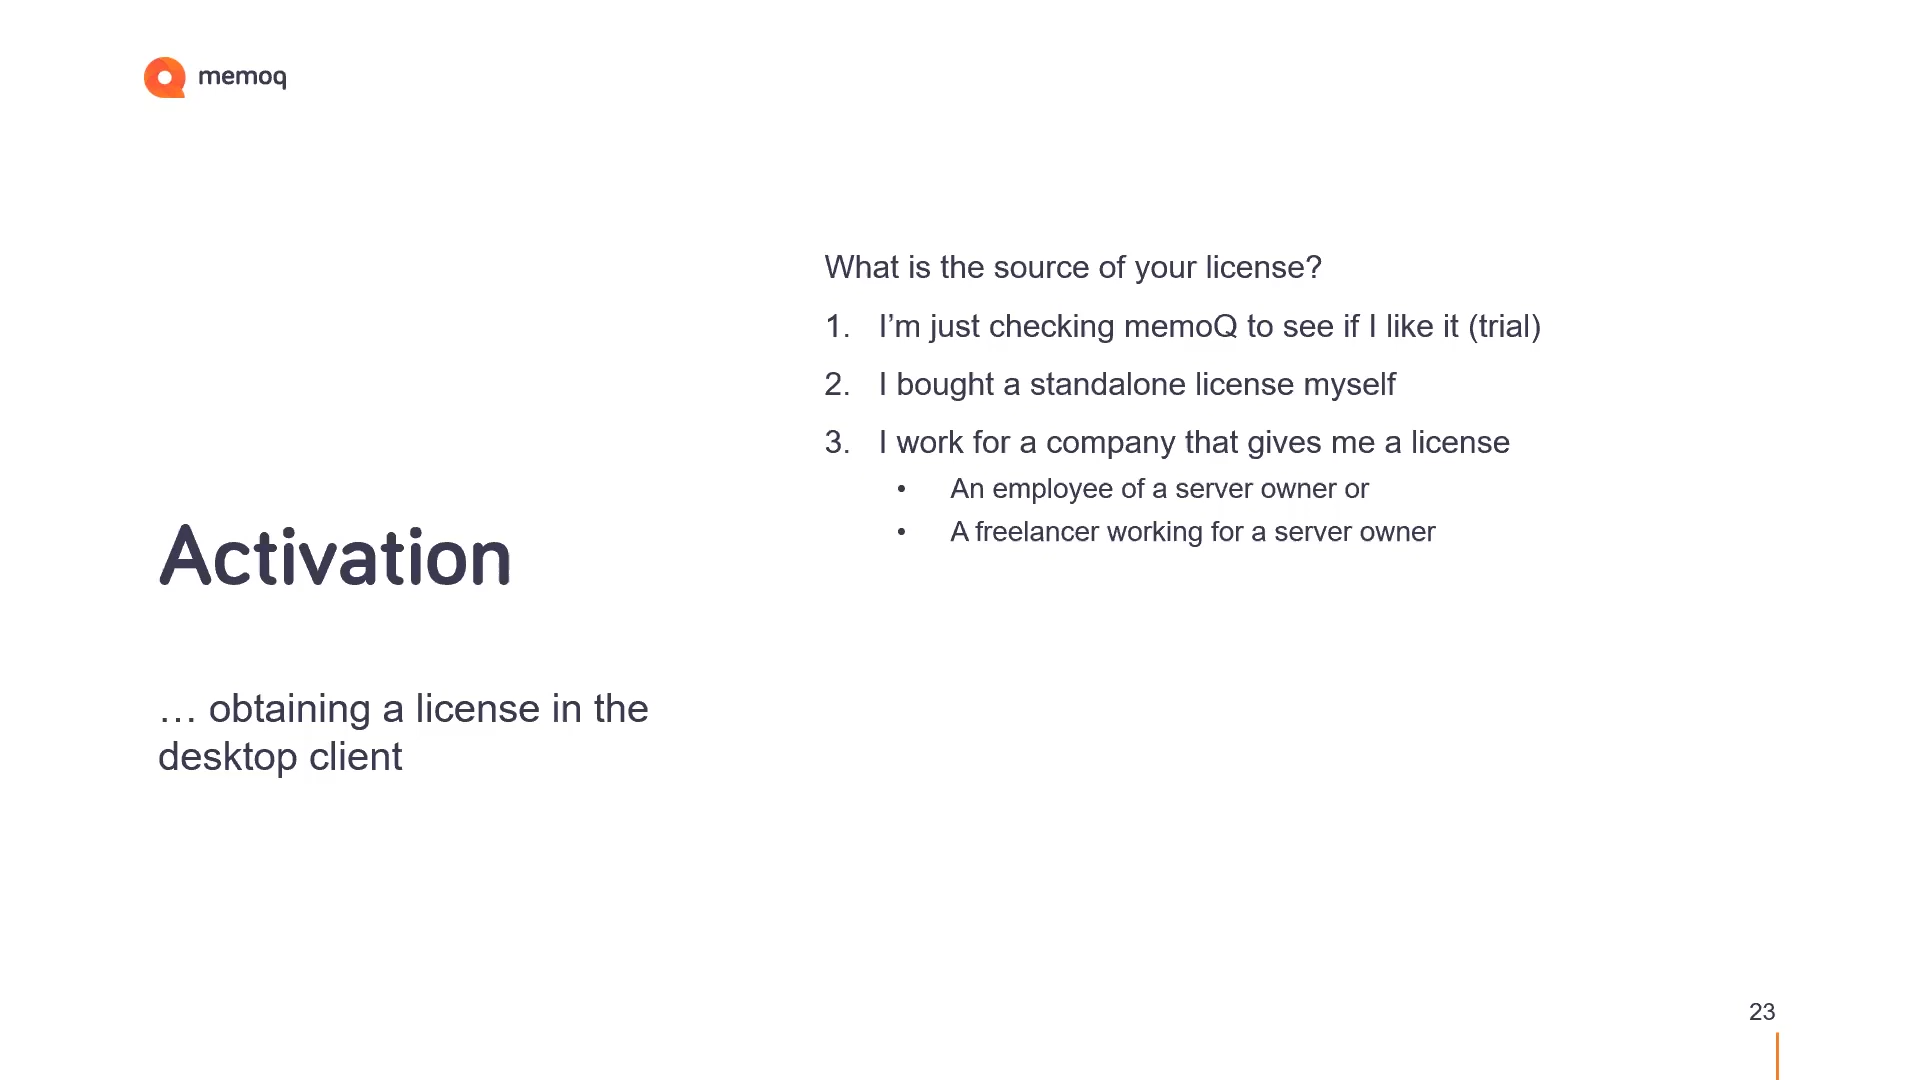 memoq
What is the source of your license?
1. I’m just checking memoQ to see if I like it (trial)
2. I bought a standalone license myself
3. I work for a company that gives me a license
• An employee of a server owner or
• A freelancer working for a server owner
Activation
… obtaining a license in the
desktop client
23